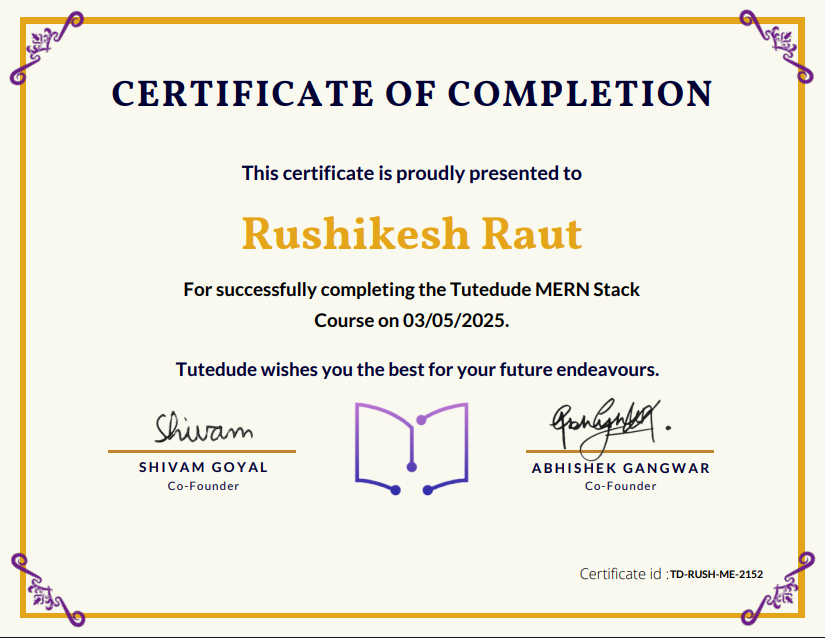 CERTIFICATE OF COMPLETION
This certificate is proudly presented to
Rushikesh Raut
For successfully completing the Tutedude MERN Stack
Course on 03/05/2025.
Tutedude wishes you the best for your future endeavours.
Shivam
SHIVAM GOYAL
Co-Founder
ABHISHEK GANGWAR
Co-Founder
Certificate id :TD-RUSH-ME-2152